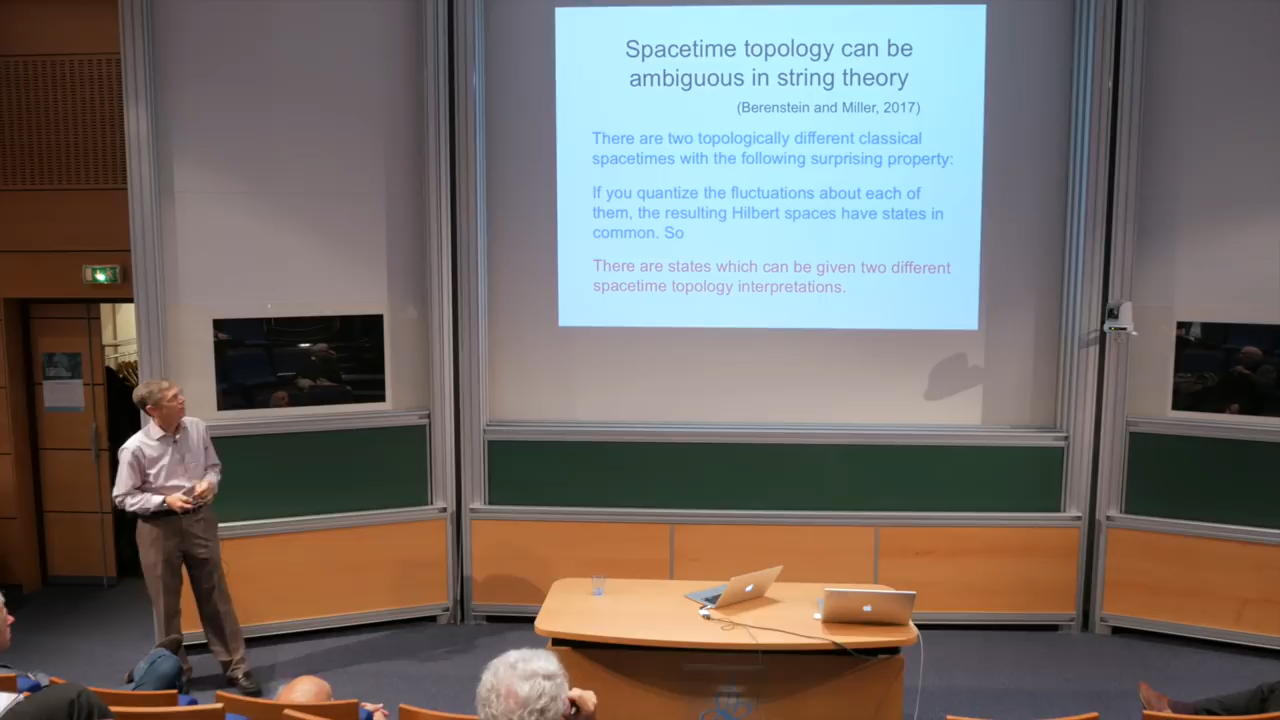 Spacetime topology can be
ambiguous in string theory
(Berenstein and Miller, 2017)
There are two topologically different classical
spacetimes with the following surprising property:
If you quantize the fluctuations about each of
them, the resulting Hilbert spaces have states in
common. So
There are states which can be given two different
spacetime topology interpretations.